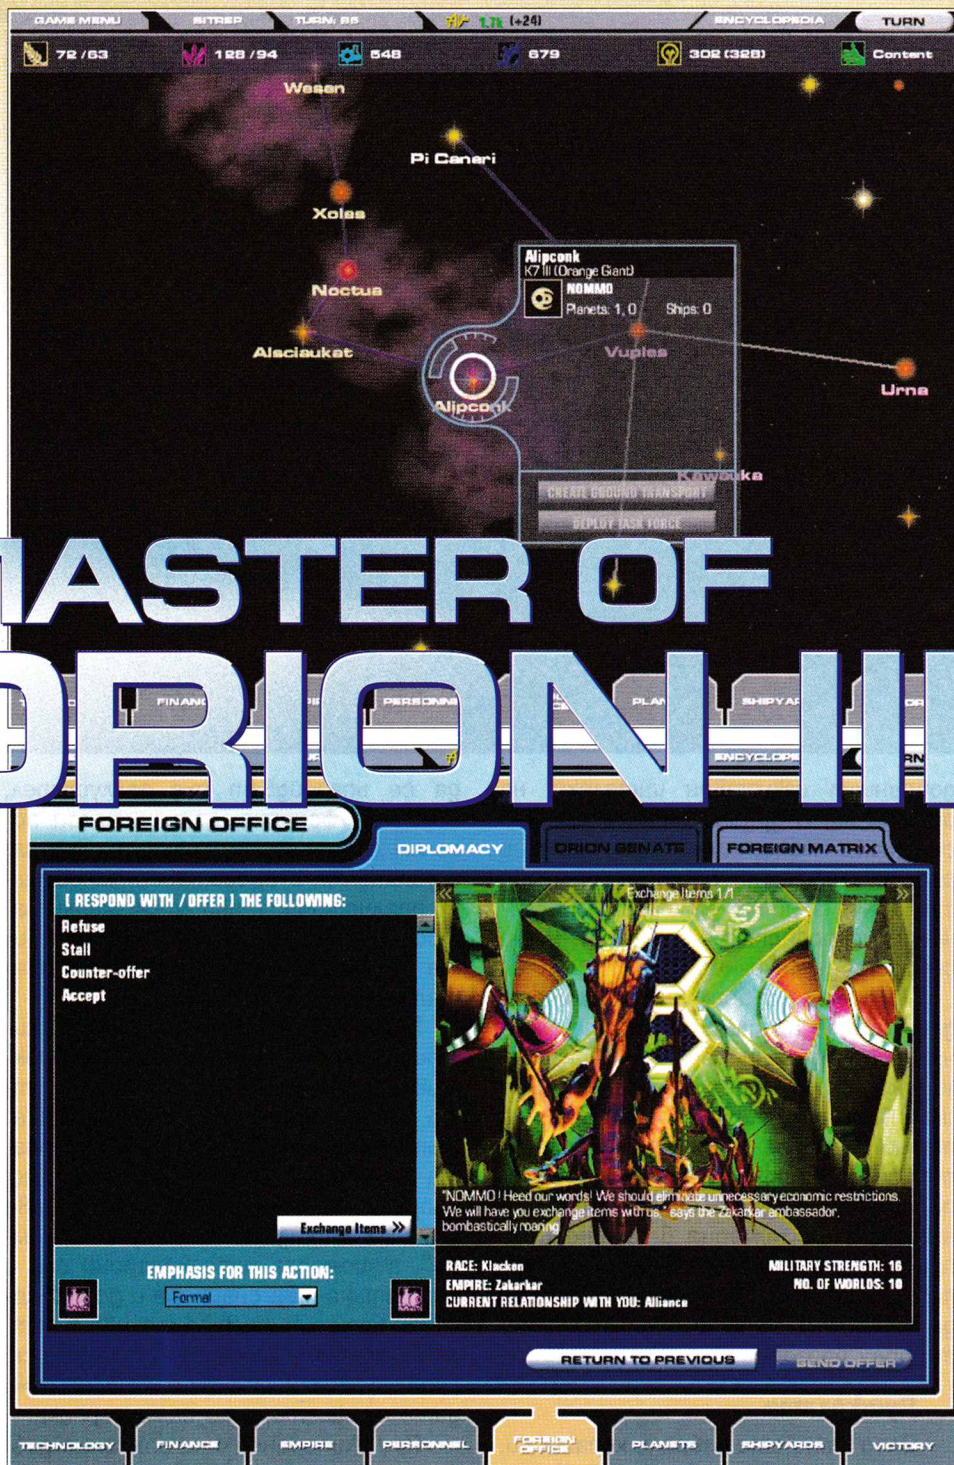 GAME MENU
SITREP
TURN: 86
1.7k (+24)
ENCYCLOPEDIA
TURN
72 / 63
128 / 94
548
679
302 (328)
Content
Wesen
Pi Canari
Xoles
Noctua
Alsciaukat
Alipconk
K7 III (Orange Giant)
NOMMO
Planets: 1, 0 Ships: 0
Vuples
Urna
Alipconk
Kawauka
CREATE GROUND TRANSPORT
DEPLOY TASK FORCE
MASTER OF
ORION III
FOREIGN OFFICE
DIPLOMACY
ORION SENATE
FOREIGN MATRIX
[ RESPOND WITH / OFFER ] THE FOLLOWING:
Refuse
Stall
Counter-offer
Accept
Exchange Items >>
EMPHASIS FOR THIS ACTION:
Formal
<< Exchange Items 1/1 >>
"NOMMO ! Heed our words! We should eliminate unnecessary economic restrictions.
We will have you exchange items with us," says the Zakarkar ambassador,
bombastically roaring.
RACE: Klackon
MILITARY STRENGTH: 16
EMPIRE: Zakarkar
NO. OF WORLDS: 10
CURRENT RELATIONSHIP WITH YOU: Alliance
RETURN TO PREVIOUS
SEND OFFER
TECHNOLOGY
FINANCE
EMPIRE
PERSONNEL
FOREIGN
OFFICE
PLANETS
SHIPYARDS
VICTORY